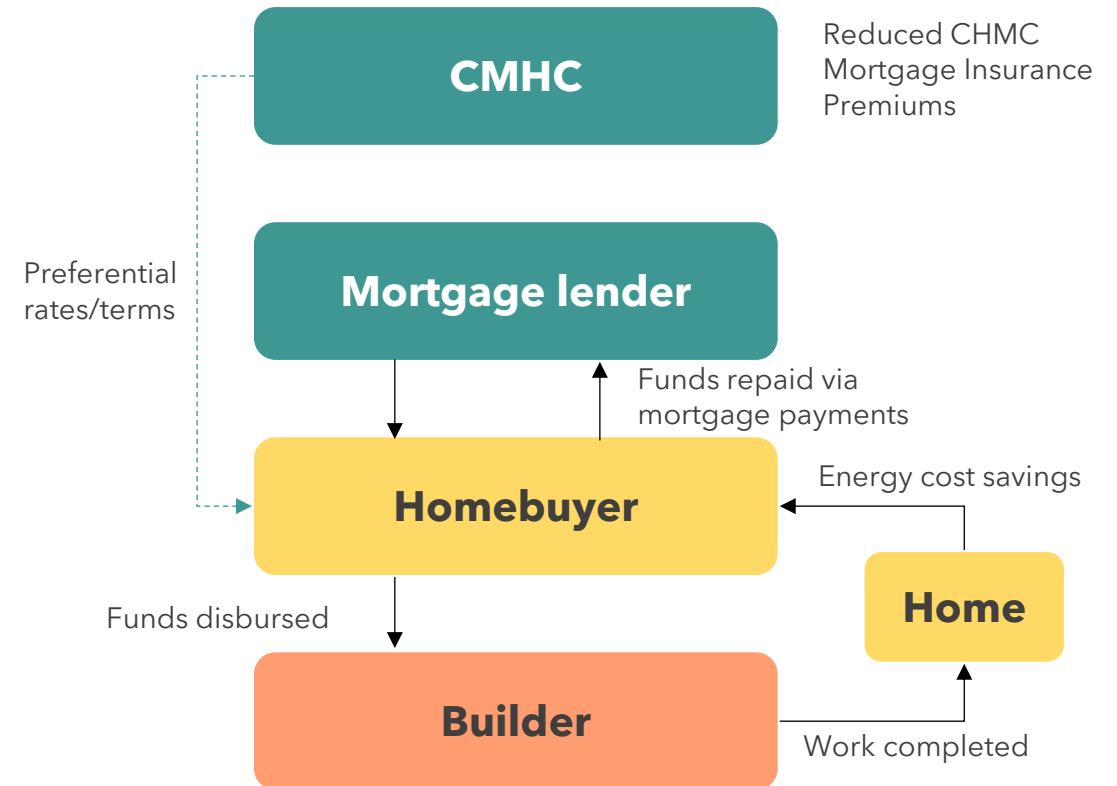 CMHC
Reduced CHMC
Mortgage Insurance
Premiums
Preferential
rates/terms
Mortgage lender
Funds repaid via
mortgage payments
Homebuyer
Energy cost savings
Home
Funds disbursed
Builder
Work completed